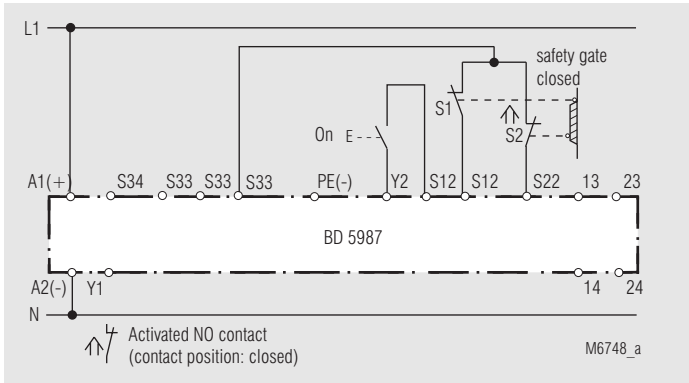 L1
safety gate
closed
S1
On E
S2
A1(+) S34 S33 S33 S33 PE(-) Y2 S12 S12 S22 13 23
BD 5987
A2(-) Y1 14 24
N
Activated NO contact
(contact position: closed)
M6748_a